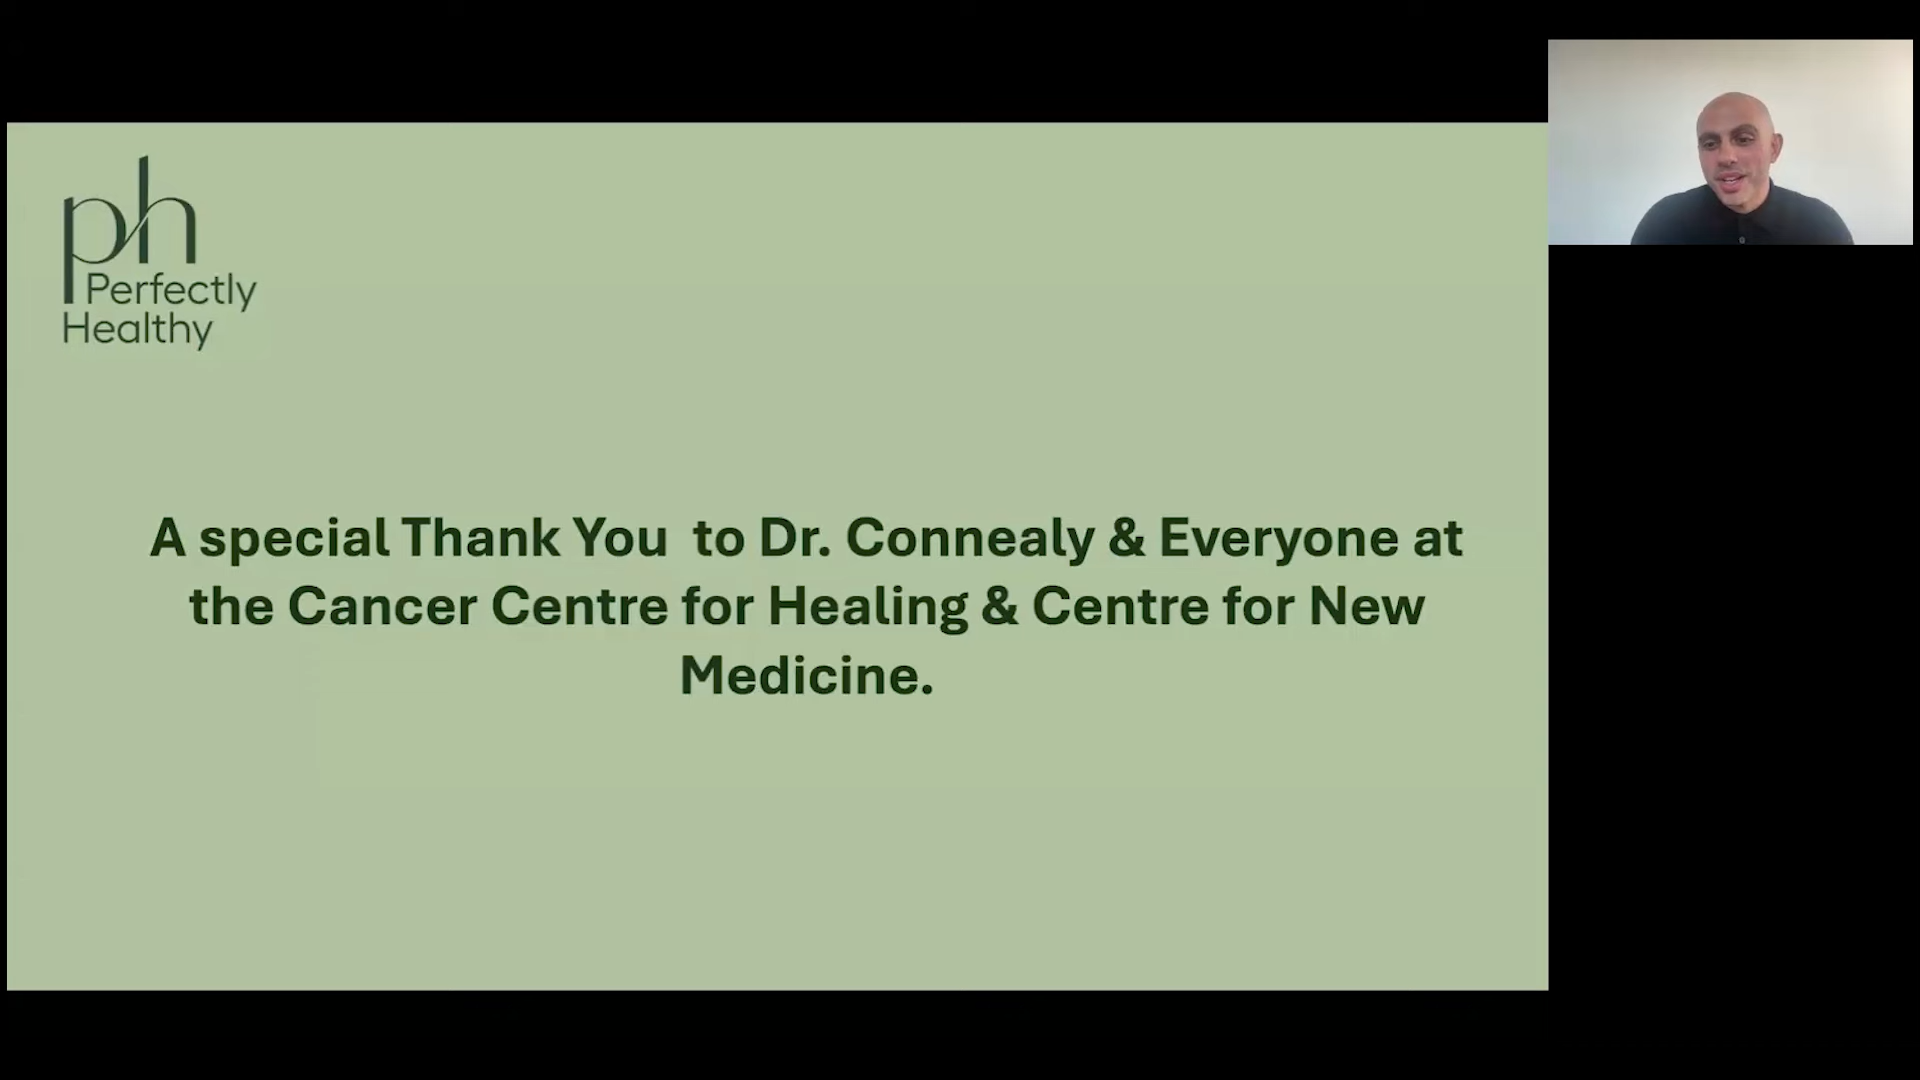 ph
Perfectly
Healthy
A special Thank You  to Dr. Connealy & Everyone at
the Cancer Centre for Healing & Centre for New
Medicine.